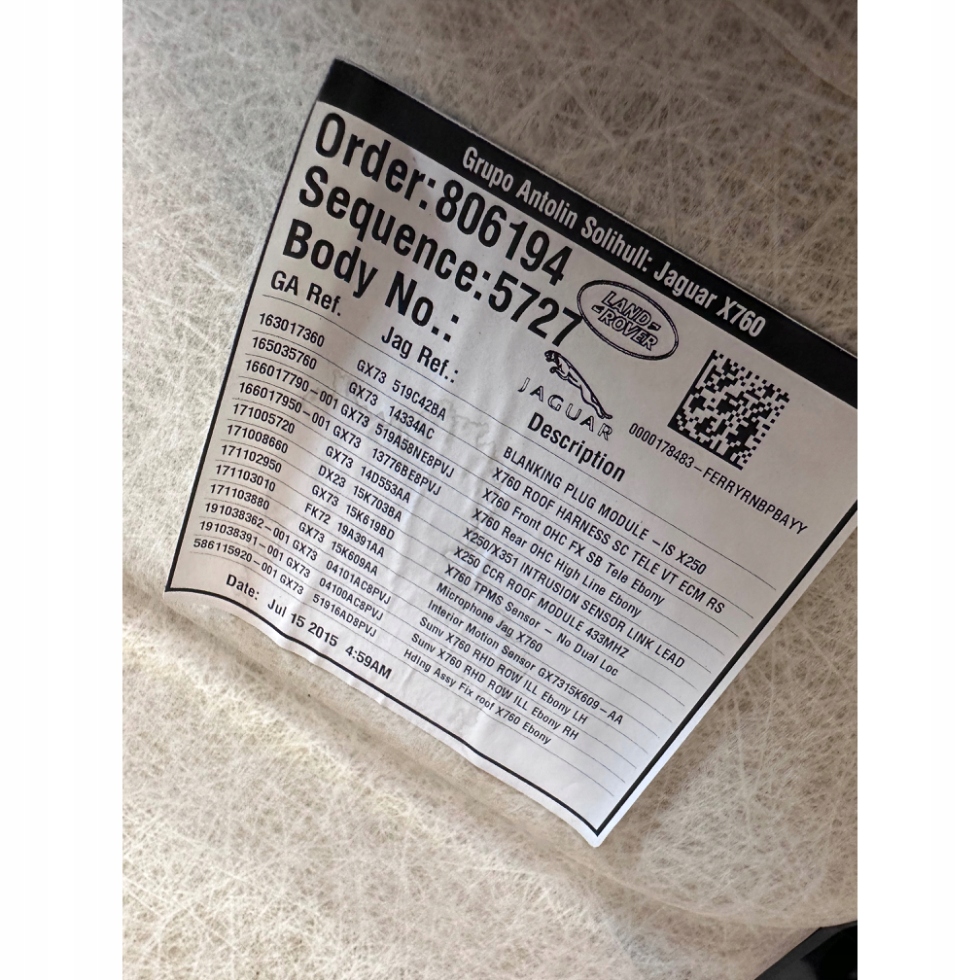 Grupo Antolin Solihull: Jaguar X760
Order: 806194
Sequence: 5727
Body No.:
LAND ROVER
JAGUAR
0000178483-FERRYRNBPBAYY
GA Ref. Jag Ref.: Description
163017360 GX73 519C42BA BLANKING PLUG MODULE -IS X250
165035760 GX73 14334AC X760 ROOF HARNESS SC TELE VT ECM RS
166017790-001 GX73 519A58NE8PVJ X760 Front OHC FX SB Tele Ebony
166017950-001 GX73 13776BE8PVJ X760 Rear OHC High Line Ebony
171005720 GX73 14D553AA X250/X351 INTRUSION SENSOR LINK LEAD
171008660 DX23 15K703BA X250 CCR ROOF MODULE 433MHZ
171102950 GX73 15K619BD X760 TPMS Sensor - No Dual Loc
171103010 FK72 19A391AA Microphone Jag X760
171103880 GX73 15K609AA Interior Motion Sensor GX7315K609-AA
191038362-001 GX73 04101AC8PVJ Sunv X760 RHD ROW ILL Ebony LH
191038391-001 GX73 04100AC8PVJ Sunv X760 RHD ROW ILL Ebony RH
586115920-001 GX73 51916AD8PVJ Hdlng Assy Fix roof X760 Ebony
Date: Jul 15 2015 4:59AM